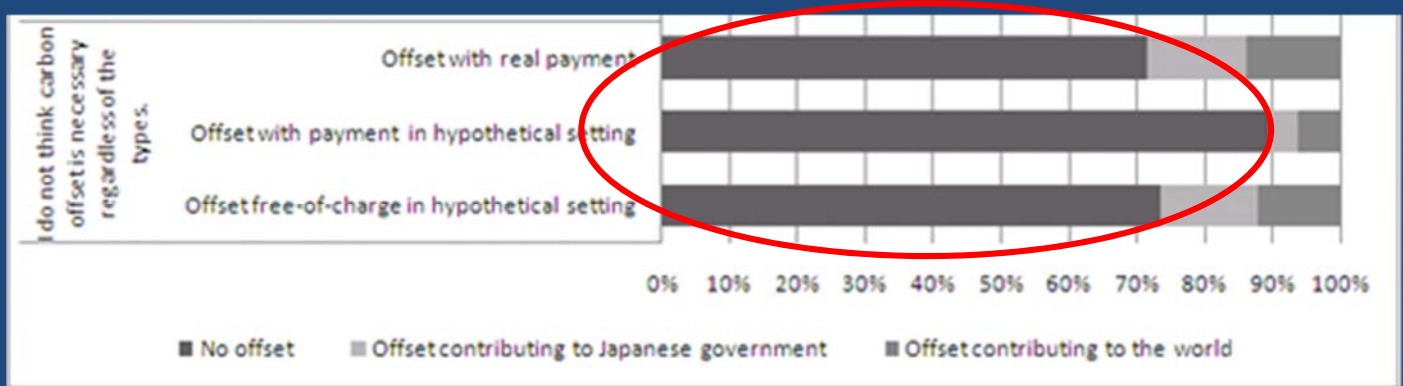 I do not think carbon
offset is necessary
regardless of the
types.
Offset with real payment
Offset with payment in hypothetical setting
Offset free-of-charge in hypothetical setting
0% 10% 20% 30% 40% 50% 60% 70% 80% 90% 100%
No offset Offset contributing to Japanese government Offset contributing to the world